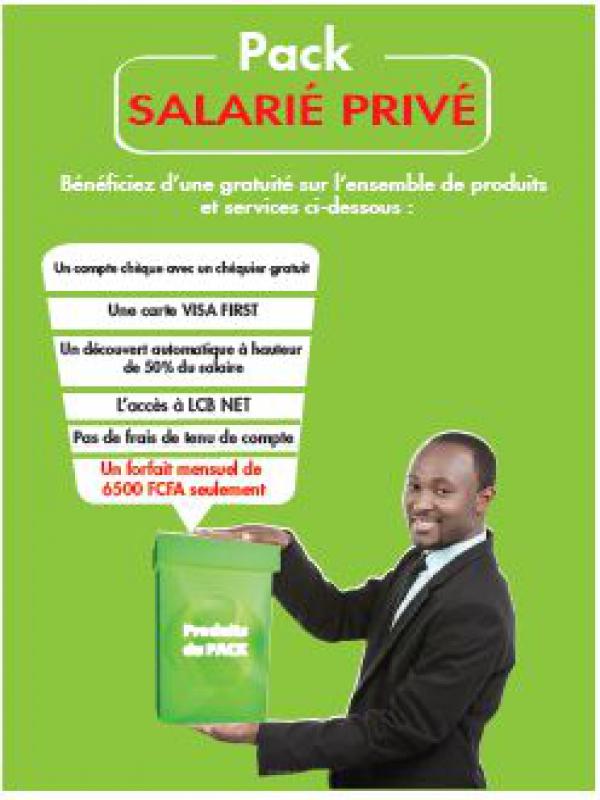 Pack
SALARIÉ PRIVÉ
Bénéficiez d'une gratuité sur l'ensemble de produits
et services ci-dessous :
Un compte chèque avec un chéquier gratuit
Une carte VISA FIRST
Un découvert automatique à hauteur
de 50% du salaire
L'accès à LCB NET
Pas de frais de tenu de compte
Un forfait mensuel de
6500 FCFA seulement
Produits
du PACK